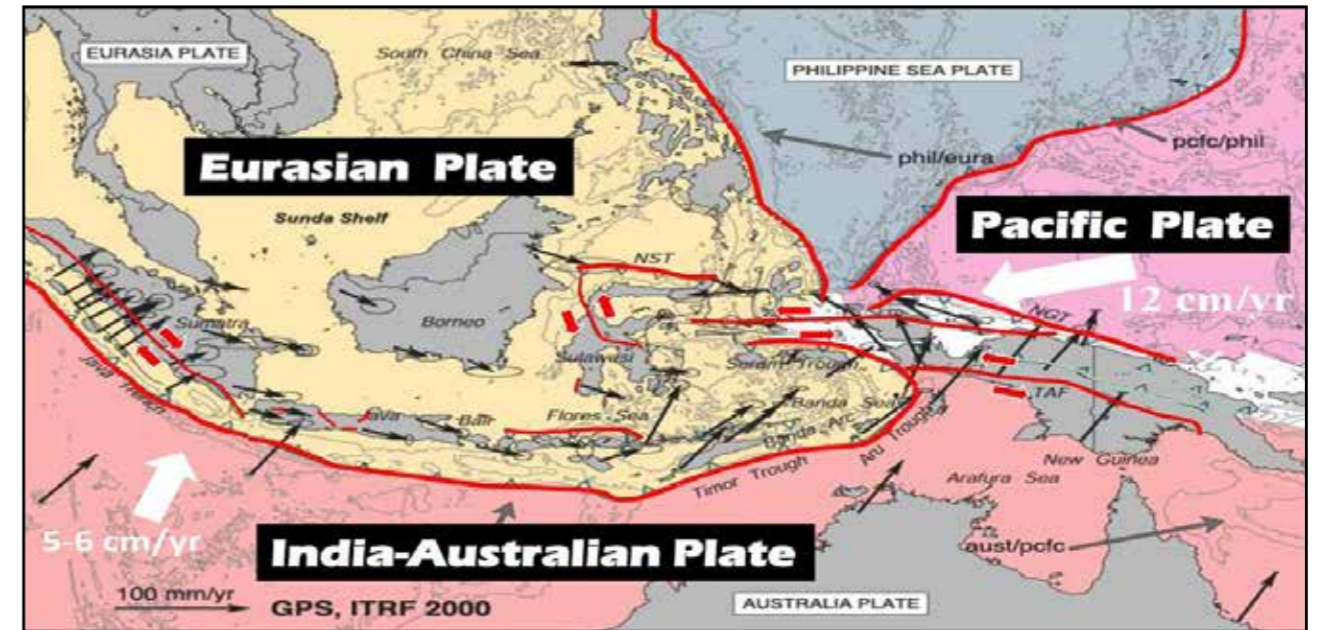 EURASIA PLATE
South China Sea
PHILIPPINE SEA PLATE
phil/eura
pcfc/phil
Eurasian Plate
Sunda Shelf
Pacific Plate
NST
12 cm/yr
NGT
Sumatra
Borneo
Sulawesi
Seram Trough
TAF
Java Trench
Java
Bali
Flores Sea
Banda Sea
Banda Arc
Aru Trough
Timor Trough
New Guinea
Arafura Sea
5-6 cm/yr
India-Australian Plate
aust/pcfc
100 mm/yr
GPS, ITRF 2000
AUSTRALIA PLATE